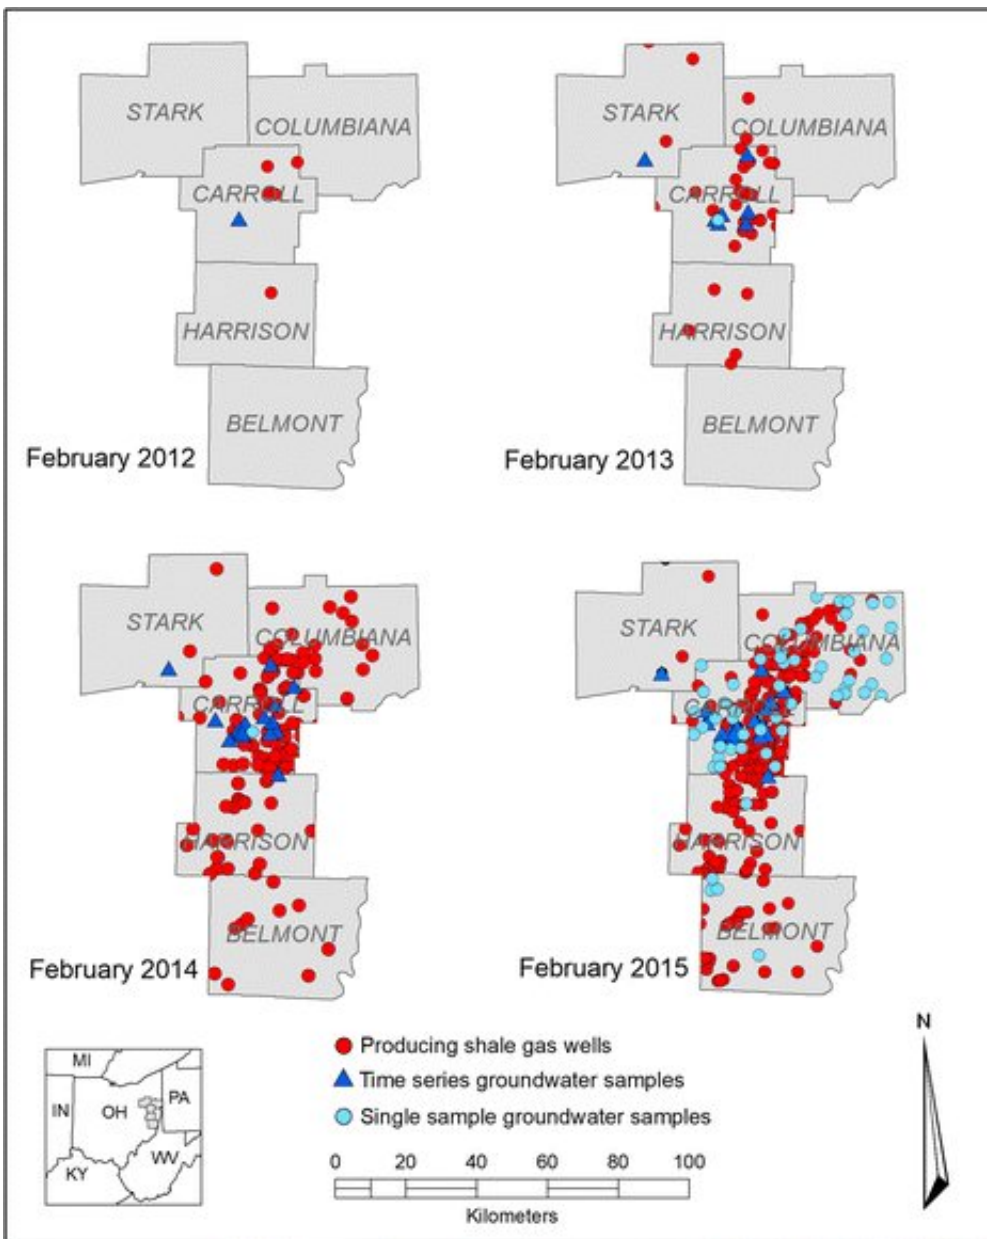 STARK
COLUMBIANA
CARROLL
HARRISON
BELMONT
February 2012
STARK
COLUMBIANA
CARROLL
HARRISON
BELMONT
February 2013
STARK
COLUMBIANA
CARROLL
HARRISON
BELMONT
February 2014
STARK
COLUMBIANA
CARROLL
HARRISON
BELMONT
February 2015
MI
IN
OH
PA
KY
WV
Producing shale gas wells
Time series groundwater samples
Single sample groundwater samples
0 20 40 60 80 100
Kilometers
N